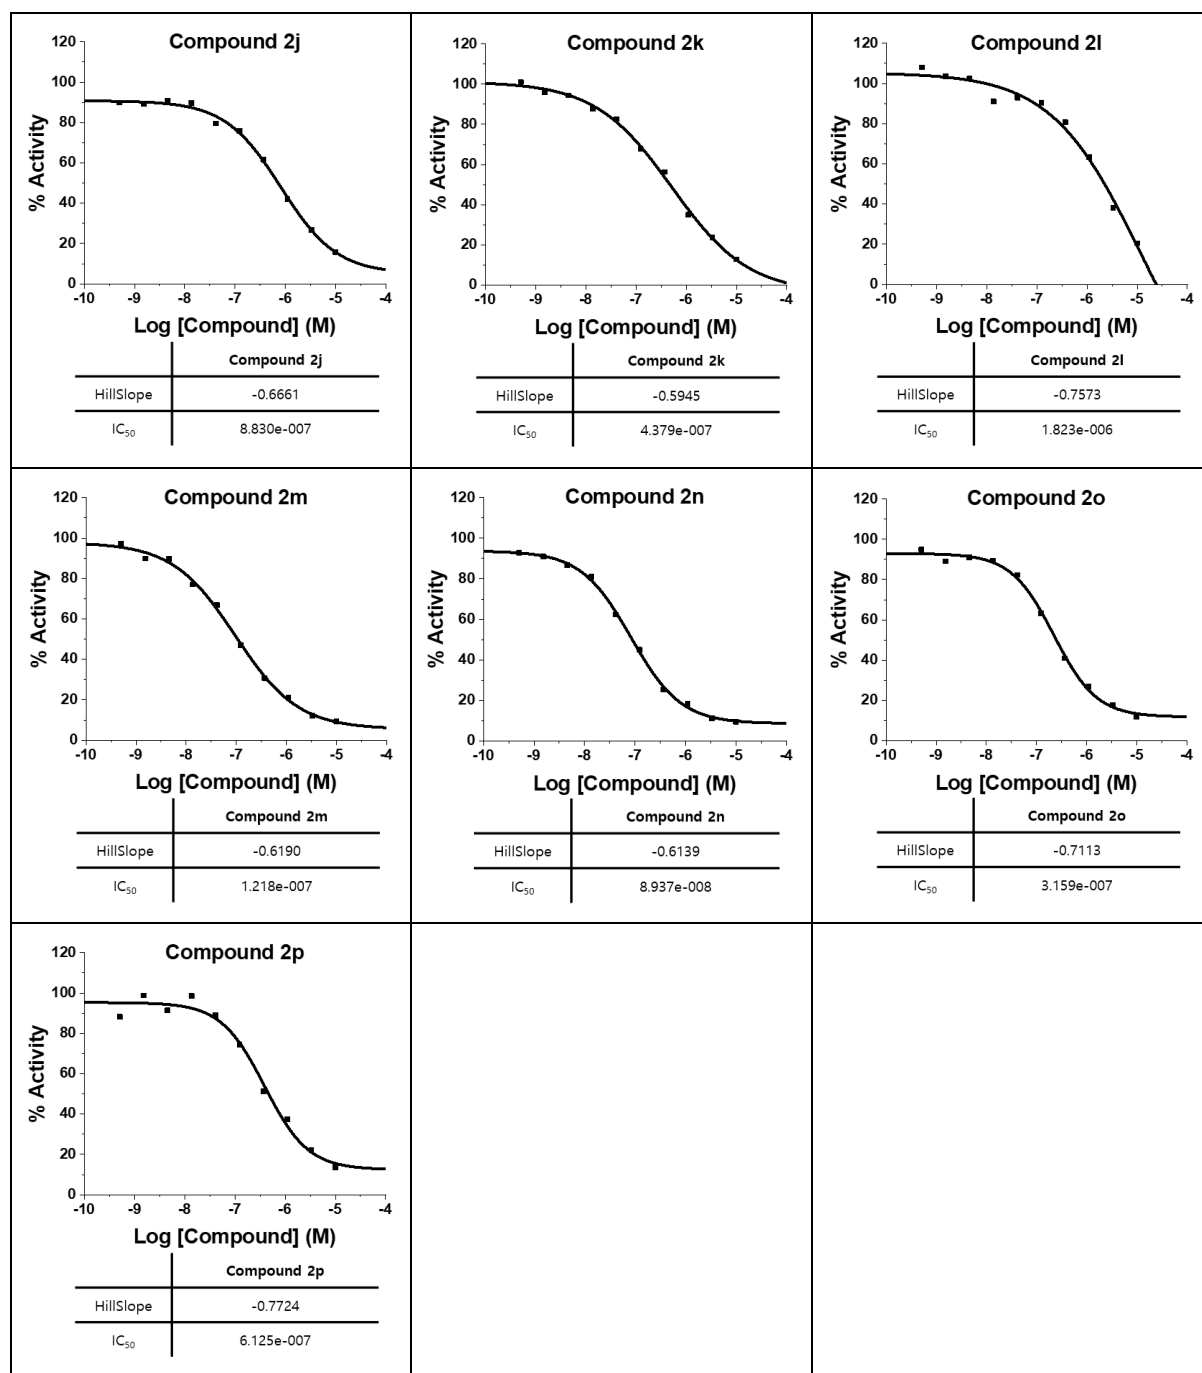 Compound 2j
120
100
80
60
40
20
0
% Activity
-10 -9 -8 -7 -6 -5 -4
Log [Compound] (M)
Compound 2j
HillSlope -0.6661
IC₅₀ 8.830e-007
Compound 2k
120
100
80
60
40
20
0
% Activity
-10 -9 -8 -7 -6 -5 -4
Log [Compound] (M)
Compound 2k
HillSlope -0.5945
IC₅₀ 4.379e-007
Compound 2l
120
100
80
60
40
20
0
% Activity
-10 -9 -8 -7 -6 -5 -4
Log [Compound] (M)
Compound 2l
HillSlope -0.7573
IC₅₀ 1.823e-006
Compound 2m
120
100
80
60
40
20
0
% Activity
-10 -9 -8 -7 -6 -5 -4
Log [Compound] (M)
Compound 2m
HillSlope -0.6190
IC₅₀ 1.218e-007
Compound 2n
120
100
80
60
40
20
0
% Activity
-10 -9 -8 -7 -6 -5 -4
Log [Compound] (M)
Compound 2n
HillSlope -0.6139
IC₅₀ 8.937e-008
Compound 2o
120
100
80
60
40
20
0
% Activity
-10 -9 -8 -7 -6 -5 -4
Log [Compound] (M)
Compound 2o
HillSlope -0.7113
IC₅₀ 3.159e-007
Compound 2p
120
100
80
60
40
20
0
% Activity
-10 -9 -8 -7 -6 -5 -4
Log [Compound] (M)
Compound 2p
HillSlope -0.7724
IC₅₀ 6.125e-007